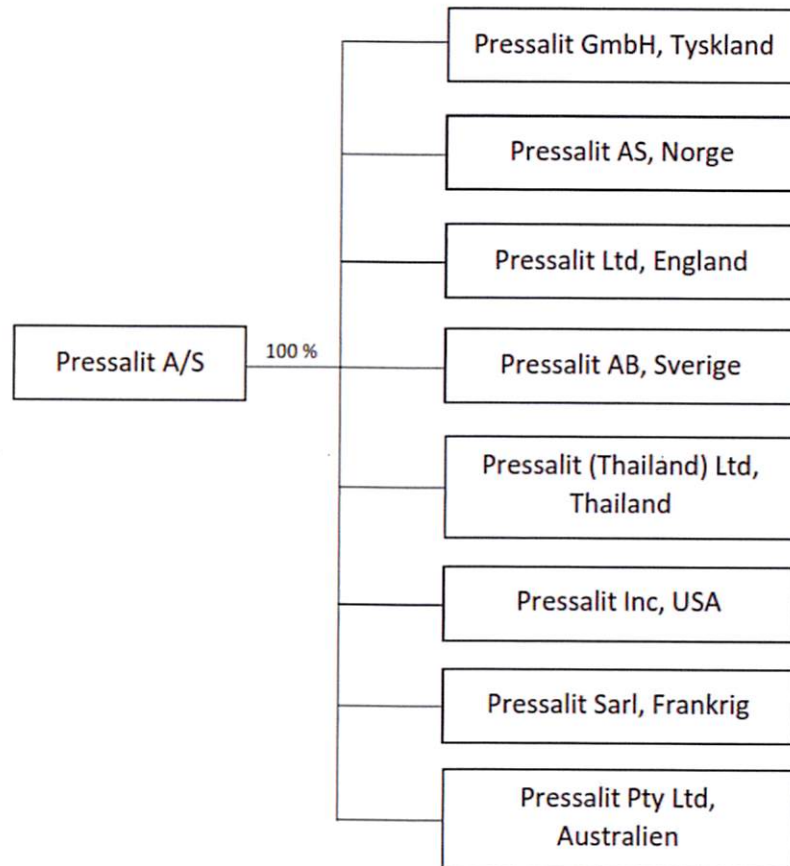 Pressalit GmbH, Tyskland
Pressalit AS, Norge
Pressalit Ltd, England
Pressalit A/S
100 %
Pressalit AB, Sverige
Pressalit (Thailand) Ltd,
Thailand
Pressalit Inc, USA
Pressalit Sarl, Frankrig
Pressalit Pty Ltd,
Australien